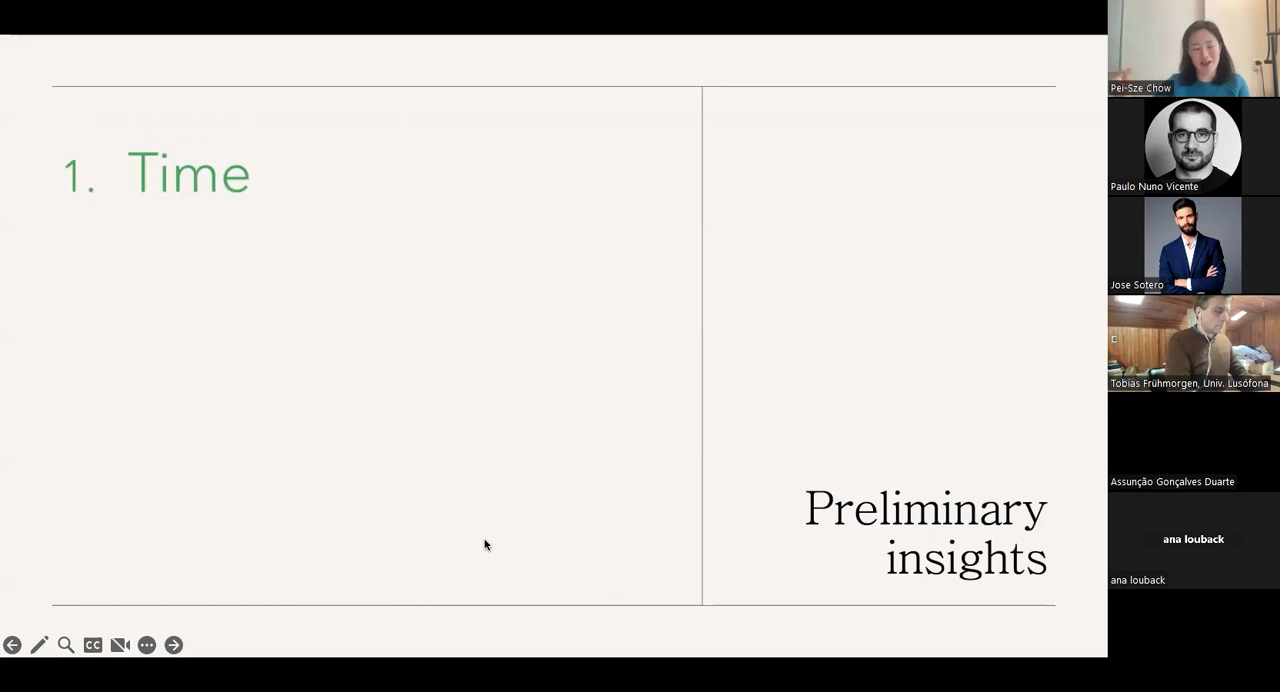 1. Time
Preliminary
insights
CC
Pei-Sze Chow
Paulo Nuno Vicente
Jose Sotero
Tobias Frühmorgen, Univ. Lusófona
Assunção Gonçalves Duarte
ana louback
ana louback